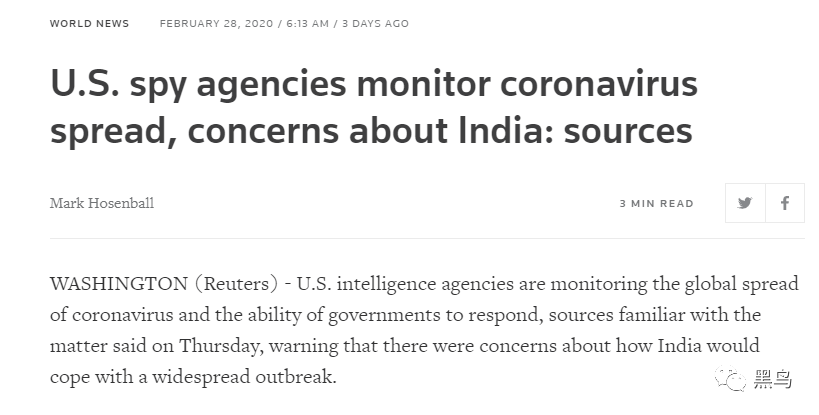 WORLD NEWS FEBRUARY 28, 2020 / 6:13 AM / 3 DAYS AGO
U.S. spy agencies monitor coronavirus
spread, concerns about India: sources
Mark Hosenball 3 MIN READ
WASHINGTON (Reuters) - U.S. intelligence agencies are monitoring the global spread
of coronavirus and the ability of governments to respond, sources familiar with the
matter said on Thursday, warning that there were concerns about how India would
cope with a widespread outbreak.
黑鸟